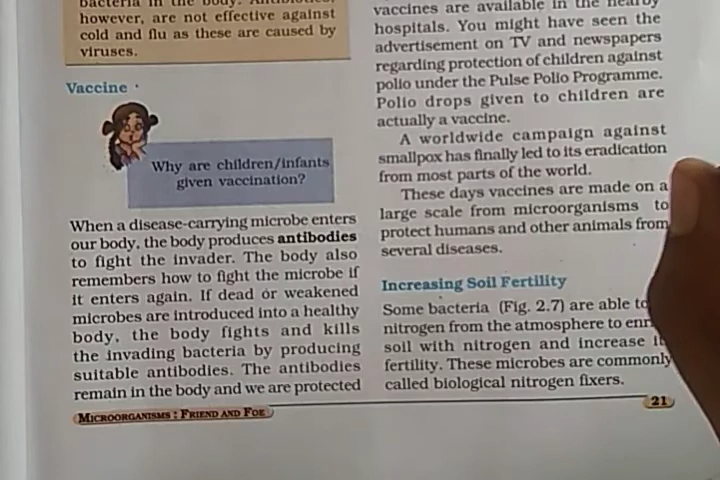 bacteria in the body. Antibiotics,
however, are not effective against
cold and flu as these are caused by
viruses.
Vaccine
Why are children/infants
given vaccination?
When a disease-carrying microbe enters
our body, the body produces antibodies
to fight the invader. The body also
remembers how to fight the microbe if
it enters again. If dead or weakened
microbes are introduced into a healthy
body, the body fights and kills
the invading bacteria by producing
suitable antibodies. The antibodies
remain in the body and we are protected
vaccines are available in the nearby
hospitals. You might have seen the
advertisement on TV and newspapers
regarding protection of children against
polio under the Pulse Polio Programme.
Polio drops given to children are
actually a vaccine.
A worldwide campaign against
smallpox has finally led to its eradication
from most parts of the world.
These days vaccines are made on a
large scale from microorganisms to
protect humans and other animals from
several diseases.
Increasing Soil Fertility
Some bacteria (Fig. 2.7) are able to
nitrogen from the atmosphere to
soil with nitrogen and increase
fertility. These microbes are commonly
called biological nitrogen fixers.
MICROORGANISMS : FRIEND AND FOE
21